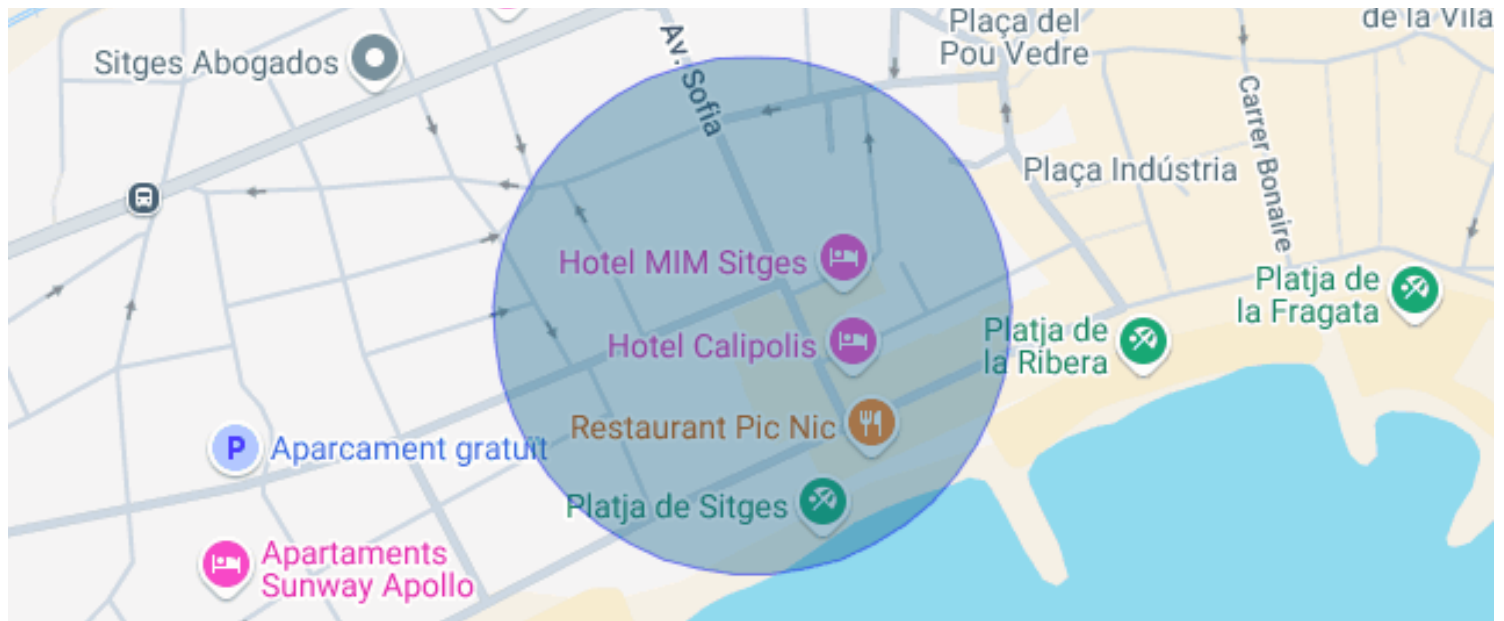 Plaça del
Pou Vedre
de la Vila
Sitges Abogados
Av. Sofia
Carrer Bonaire
Plaça Indústria
Hotel MIM Sitges
Platja de
la Fragata
Hotel Calipolis
Platja de
la Ribera
Restaurant Pic Nic
P
Aparcament gratuït
Platja de Sitges
Apartaments
Sunway Apollo